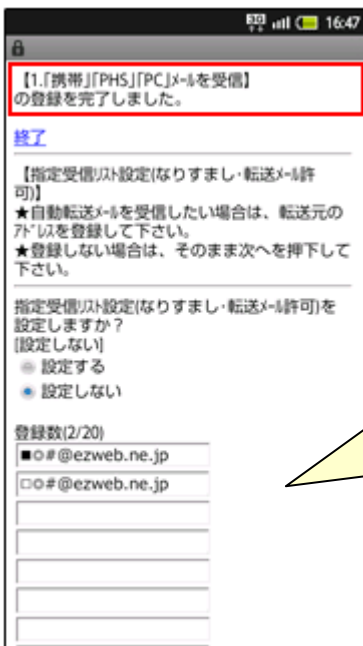 3G 16:47
【1.｢携帯｣｢PHS｣｢PC｣ﾒｰﾙを受信】
の登録を完了しました。
終了
【指定受信ﾘｽﾄ設定(なりすまし･転送ﾒｰﾙ許
可)】
★自動転送ﾒｰﾙを受信したい場合は、転送元の
ｱﾄﾞﾚｽを登録して下さい。
★登録しない場合は、そのまま次へを押下して
下さい。
指定受信ﾘｽﾄ設定(なりすまし･転送ﾒｰﾙ許可)を
設定しますか？
[設定しない]
設定する
設定しない
登録数(2/20)
■○#@ezweb.ne.jp
□○#@ezweb.ne.jp